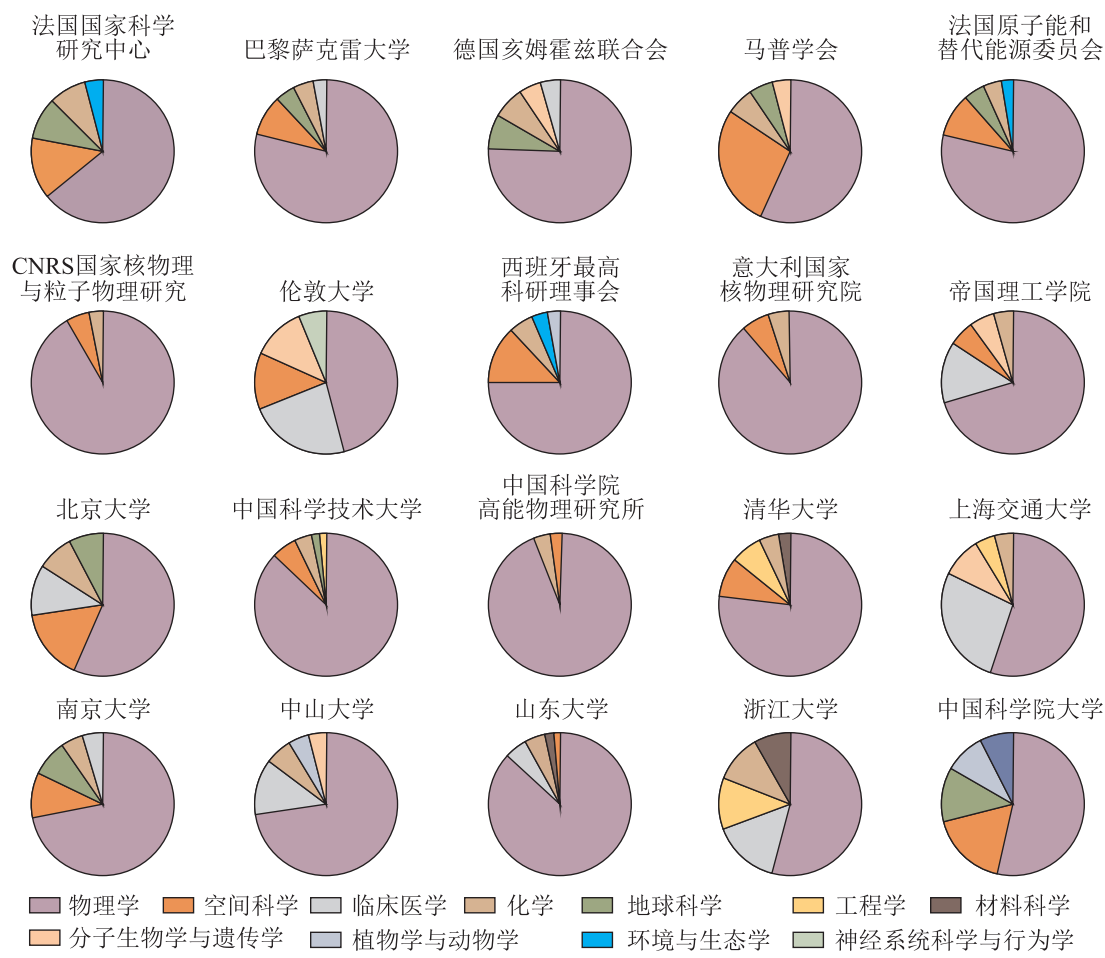 法国国家科学
研究中心
巴黎萨克雷大学
德国亥姆霍兹联合会
马普学会
法国原子能和
替代能源委员会
CNRS国家核物理
与粒子物理研究
伦敦大学
西班牙最高
科研理事会
意大利国家
核物理研究院
帝国理工学院
北京大学
中国科学技术大学
中国科学院
高能物理研究所
清华大学
上海交通大学
南京大学
中山大学
山东大学
浙江大学
中国科学院大学
物理学
空间科学
临床医学
化学
地球科学
工程学
材料科学
分子生物学与遗传学
植物学与动物学
环境与生态学
神经系统科学与行为学